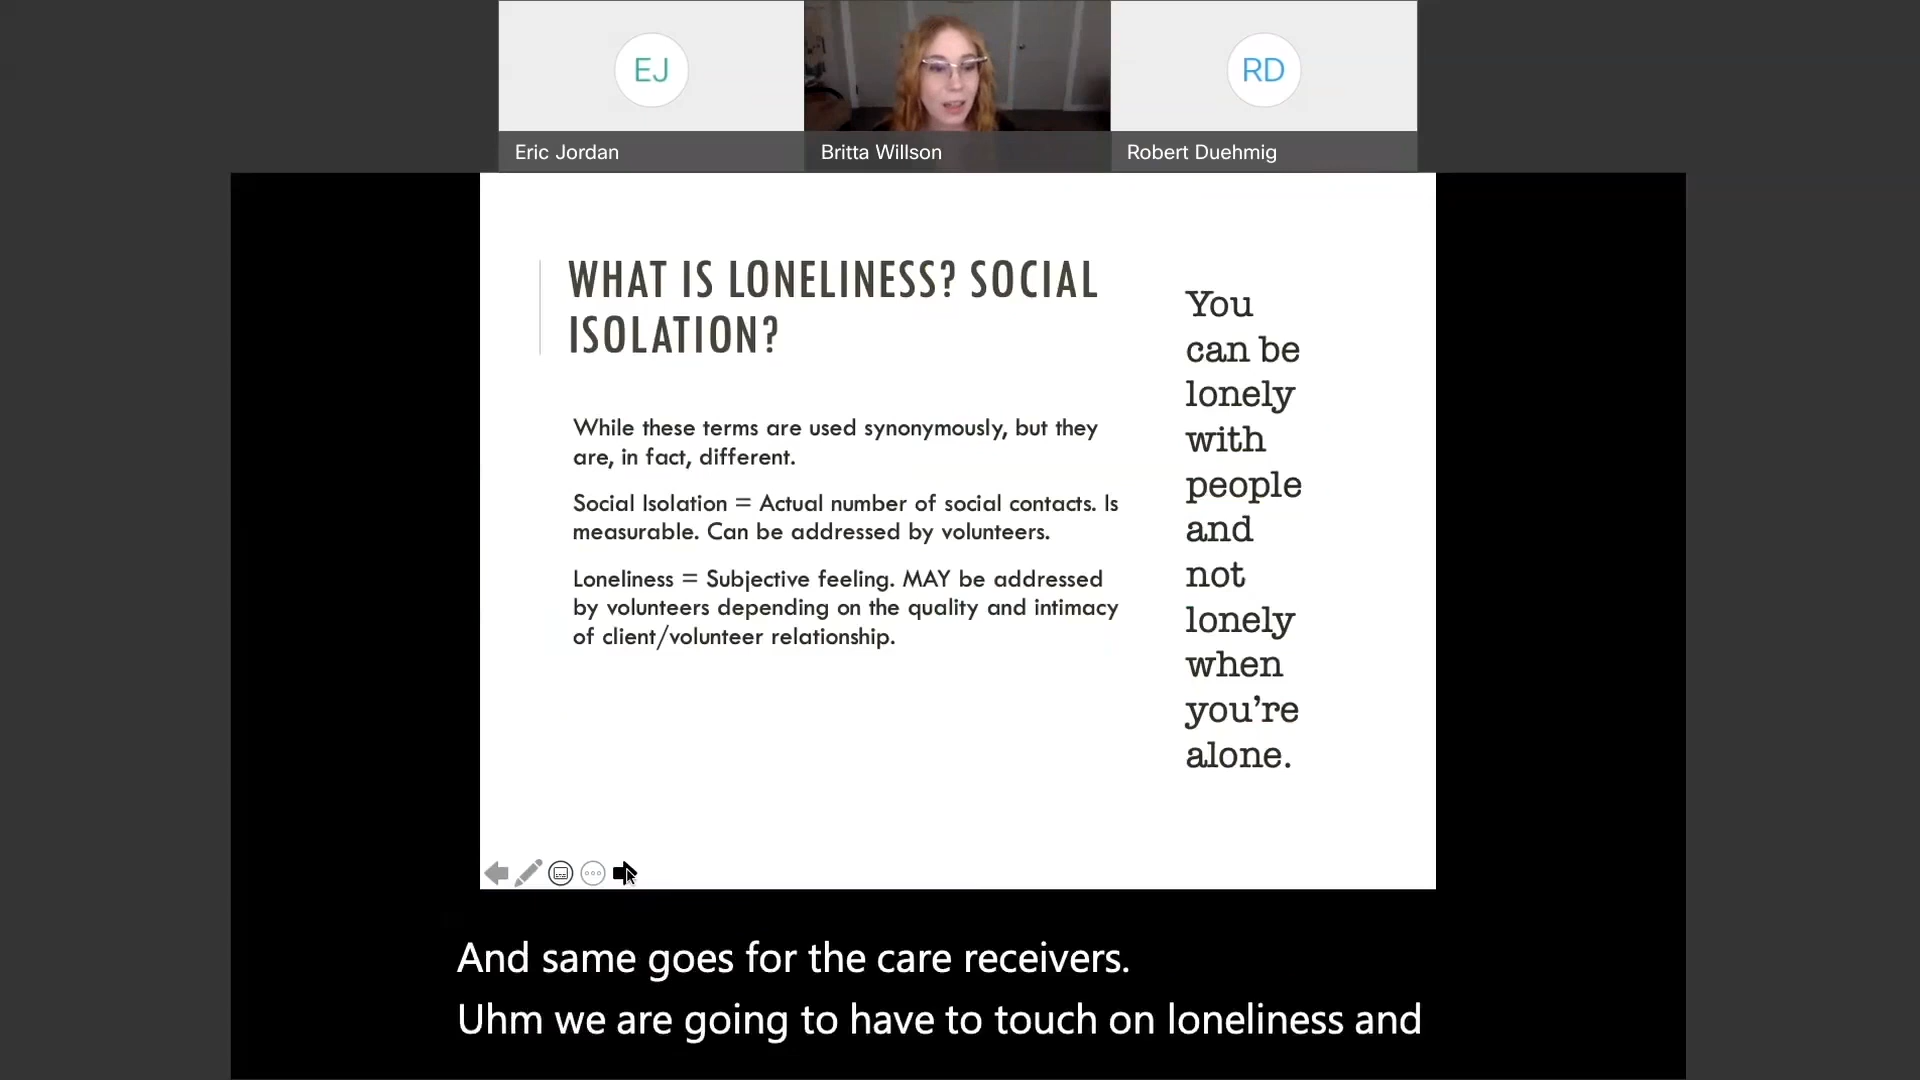 EJ
RD
Eric Jordan
Britta Willson
Robert Duehmig
WHAT IS LONELINESS? SOCIAL
ISOLATION?
While these terms are used synonymously, but they
are, in fact, different.
Social Isolation = Actual number of social contacts. Is
measurable. Can be addressed by volunteers.
Loneliness = Subjective feeling. MAY be addressed
by volunteers depending on the quality and intimacy
of client/volunteer relationship.
You
can be
lonely
with
people
and
not
lonely
when
you’re
alone.
And same goes for the care receivers.
Uhm we are going to have to touch on loneliness and